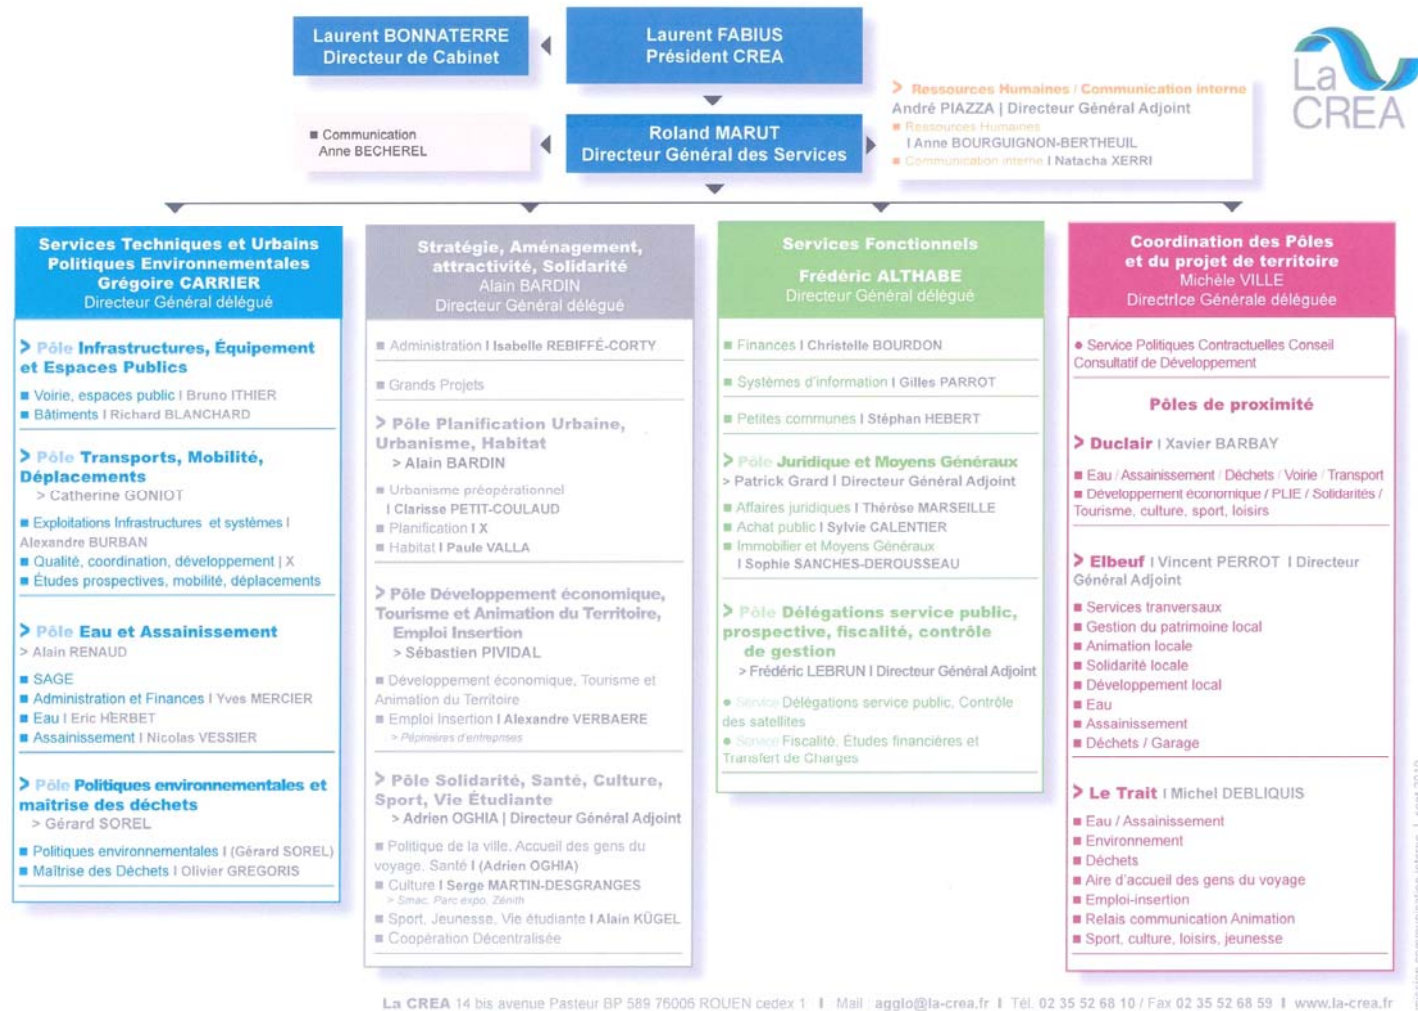 Laurent BONNATERRE
Directeur de Cabinet
Laurent FABIUS
Président CREA
La
CREA
■ Communication
Anne BECHEREL
Roland MARUT
Directeur Général des Services
> Ressources Humaines / Communication interne
André PIAZZA | Directeur Général Adjoint
■ Ressources Humaines
I Anne BOURGUIGNON-BERTHEUIL
■ Communication interne I Natacha XERRI
Services Techniques et Urbains
Politiques Environnementales
Grégoire CARRIER
Directeur Général délégué
> Pôle Infrastructures, Équipement
et Espaces Publics
■ Voirie, espaces public I Bruno ITHIER
■ Bâtiments I Richard BLANCHARD
> Pôle Transports, Mobilité,
Déplacements
> Catherine GONIOT
■ Exploitations Infrastructures et systèmes I
Alexandre BURBAN
■ Qualité, coordination, développement | X
■ Études prospectives, mobilité, déplacements
> Pôle Eau et Assainissement
> Alain RENAUD
■ SAGE
■ Administration et Finances I Yves MERCIER
■ Eau I Eric HERBET
■ Assainissement I Nicolas VESSIER
> Pôle Politiques environnementales et
maîtrise des déchets
> Gérard SOREL
■ Politiques environnementales I (Gérard SOREL)
■ Maîtrise des Déchets I Olivier GREGORIS
Stratégie, Aménagement,
attractivité, Solidarité
Alain BARDIN
Directeur Général délégué
■ Administration I Isabelle REBIFFÉ-CORTY
■ Grands Projets
> Pôle Planification Urbaine,
Urbanisme, Habitat
> Alain BARDIN
■ Urbanisme préopérationnel
I Clarisse PETIT-COULAUD
■ Planification I X
■ Habitat I Paule VALLA
> Pôle Développement économique,
Tourisme et Animation du Territoire,
Emploi Insertion
> Sébastien PIVIDAL
■ Développement économique, Tourisme et
Animation du Territoire
■ Emploi Insertion I Alexandre VERBAERE
> Pépinières d'entreprises
> Pôle Solidarité, Santé, Culture,
Sport, Vie Étudiante
> Adrien OGHIA | Directeur Général Adjoint
■ Politique de la ville, Accueil des gens du
voyage, Santé I (Adrien OGHIA)
■ Culture I Serge MARTIN-DESGRANGES
> Smac, Parc expo, Zénith
■ Sport, Jeunesse, Vie étudiante I Alain KÜGEL
■ Coopération Décentralisée
Services Fonctionnels
Frédéric ALTHABE
Directeur Général délégué
■ Finances I Christelle BOURDON
■ Systèmes d'information I Gilles PARROT
■ Petites communes I Stéphan HEBERT
> Pôle Juridique et Moyens Généraux
> Patrick Grard I Directeur Général Adjoint
■ Affaires juridiques I Thérèse MARSEILLE
■ Achat public I Sylvie CALENTIER
■ Immobilier et Moyens Généraux
I Sophie SANCHES-DEROUSSEAU
> Pôle Délégations service public,
prospective, fiscalité, contrôle
de gestion
> Frédéric LEBRUN I Directeur Général Adjoint
● Service Délégations service public, Contrôle
des satellites
● Service Fiscalité, Études financières et
Transfert de Charges
Coordination des Pôles
et du projet de territoire
Michèle VILLE
DirectrIce Générale déléguée
● Service Politiques Contractuelles Conseil
Consultatif de Développement
Pôles de proximité
> Duclair I Xavier BARBAY
■ Eau / Assainissement / Déchets / Voirie / Transport
■ Développement économique / PLIE / Solidarités /
Tourisme, culture, sport, loisirs
> Elbeuf I Vincent PERROT I Directeur
Général Adjoint
■ Services tranversaux
■ Gestion du patrimoine local
■ Animation locale
■ Solidarité locale
■ Développement local
■ Eau
■ Assainissement
■ Déchets / Garage
> Le Trait I Michel DEBLIQUIS
■ Eau / Assainissement
■ Environnement
■ Déchets
■ Aire d'accueil des gens du voyage
■ Emploi-insertion
■ Relais communication Animation
■ Sport, culture, loisirs, jeunesse
La CREA 14 bis avenue Pasteur BP 589 76006 ROUEN cedex 1 I Mail : agglo@la-crea.fr I Tél. 02 35 52 68 10 / Fax 02 35 52 68 59 I www.la-crea.fr
communication interne I sept 2010